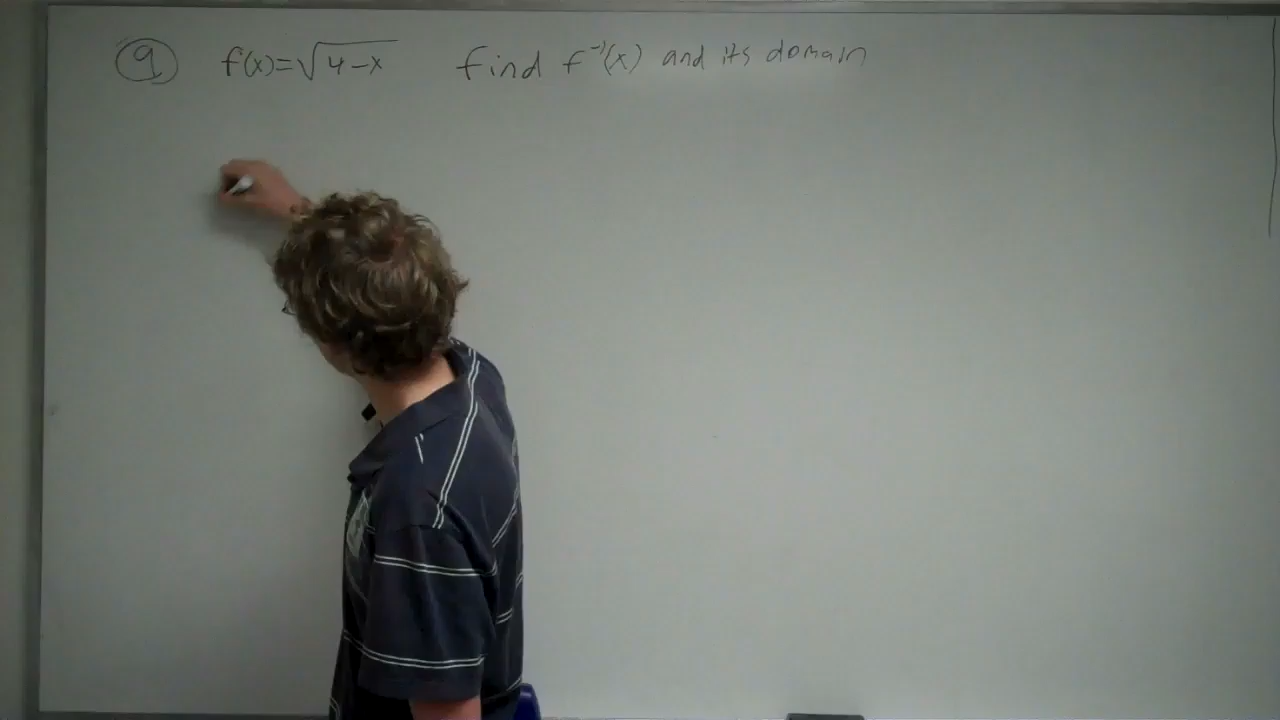 9 f(x)=√4-x find f⁻¹(x) and its domain